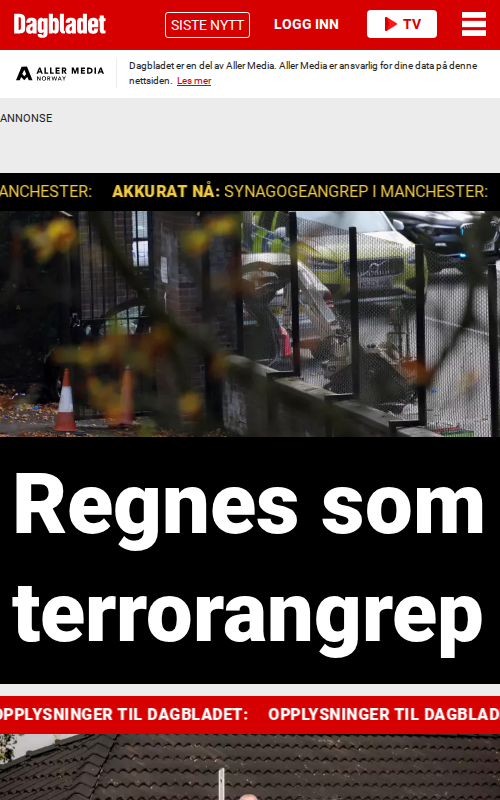 Dagbladet
SISTE NYTT
LOGG INN
TV
ALLER MEDIA
NORWAY
Dagbladet er en del av Aller Media. Aller Media er ansvarlig for dine data på denne
nettsiden. Les mer
ANNONSE
ANCHESTER: AKKURAT NÅ: SYNAGOGEANGREP I MANCHESTER:
Regnes som
terrorangrep
OPPLYSNINGER TIL DAGBLADET: OPPLYSNINGER TIL DAGBLAD